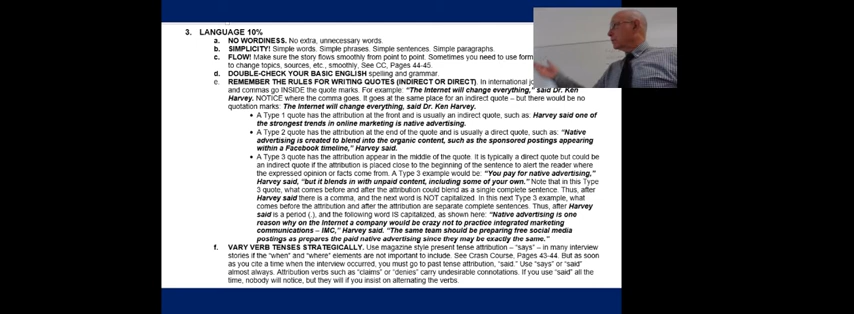 3. LANGUAGE 10%
a. NO WORDINESS. No extra, unnecessary words.
b. SIMPLICITY! Simple words. Simple phrases. Simple sentences. Simple paragraphs.
c. FLOW! Make sure the story flows smoothly from point to point. Sometimes you need to use
to change topics, sources, etc., smoothly, See CC, Pages 44-45.
d. DOUBLE-CHECK YOUR BASIC ENGLISH spelling and grammar.
e. REMEMBER THE RULES FOR WRITING QUOTES (INDIRECT OR DIRECT). In international
and commas go INSIDE the quote marks. For example: “The Internet will change everything,” said Dr. Ken
Harvey. NOTICE where the comma goes. It goes at the same place for an indirect quote – but there would be no
quotation marks: The Internet will change everything, said Dr. Ken Harvey.
• A Type 1 quote has the attribution at the front and is usually an indirect quote, such as: Harvey said one of
the strongest trends in online marketing is native advertising.
• A Type 2 quote has the attribution at the end of the quote and is usually a direct quote, such as: “Native
advertising is created to blend into the organic content, such as the sponsored postings appearing
within a Facebook timeline,” Harvey said.
• A Type 3 quote has the attribution appear in the middle of the quote. It is typically a direct quote but could be
an indirect quote if the attribution is placed close to the beginning of the sentence to alert the reader where
the expressed opinion or facts come from. A Type 3 example would be: “You pay for native advertising,”
Harvey said, “but it blends in with unpaid content, including some of your own.” Note that in this Type
3 quote, what comes before and after the attribution could blend as a single complete sentence. Thus, after
Harvey said there is a comma, and the next word is NOT capitalized. In this next Type 3 example, what
comes before the attribution and after the attribution are separate complete sentences. Thus, after Harvey
said is a period (.), and the following word IS capitalized, as shown here: “Native advertising is one
reason why on the Internet a company would be crazy not to practice integrated marketing
communications – IMC,” Harvey said. “The same team should be preparing free social media
postings as prepares the paid native advertising since they may be exactly the same.”
f. VARY VERB TENSES STRATEGICALLY. Use magazine style present tense attribution – “says” – in many interview
stories if the “when” and “where” elements are not important to include. See Crash Course, Pages 43-44. But as soon
as you cite a time when the interview occurred, you must go to past tense attribution, “said.” Use “says” or “said”
almost always. Attribution verbs such as “claims” or “denies” carry undesirable connotations. If you use “said” all the
time, nobody will notice, but they will if you insist on alternating the verbs.